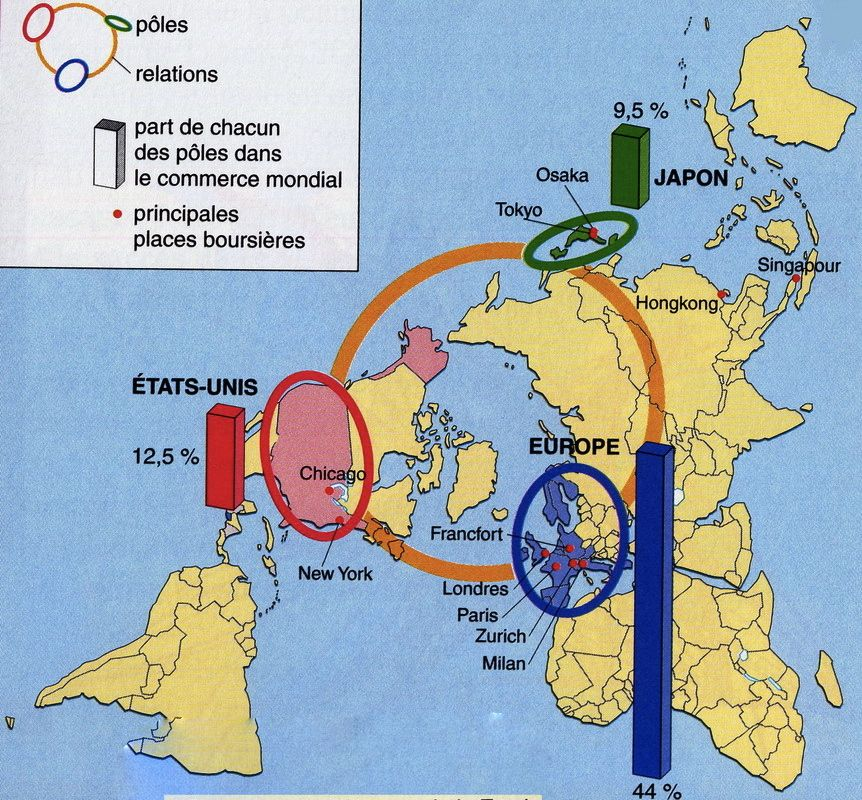 pôles
relations
part de chacun
des pôles dans
le commerce mondial
principales
places boursières
9,5 %
JAPON
Osaka
Tokyo
Singapour
Hongkong
ÉTATS-UNIS
12,5 %
Chicago
New York
EUROPE
Francfort
Londres
Paris
Zurich
Milan
44 %